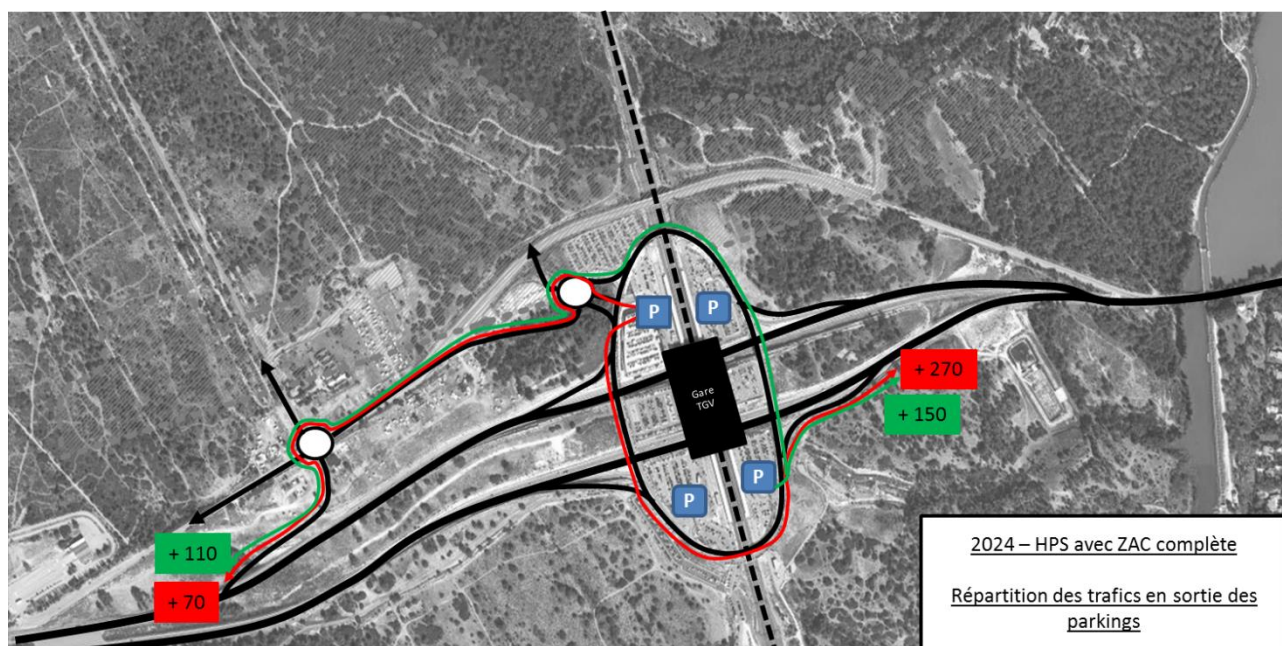 P
P
+ 270
Gare
TGV
+ 150
P
P
+ 110
+ 70
2024 – HPS avec ZAC complète
Répartition des trafics en sortie des
parkings